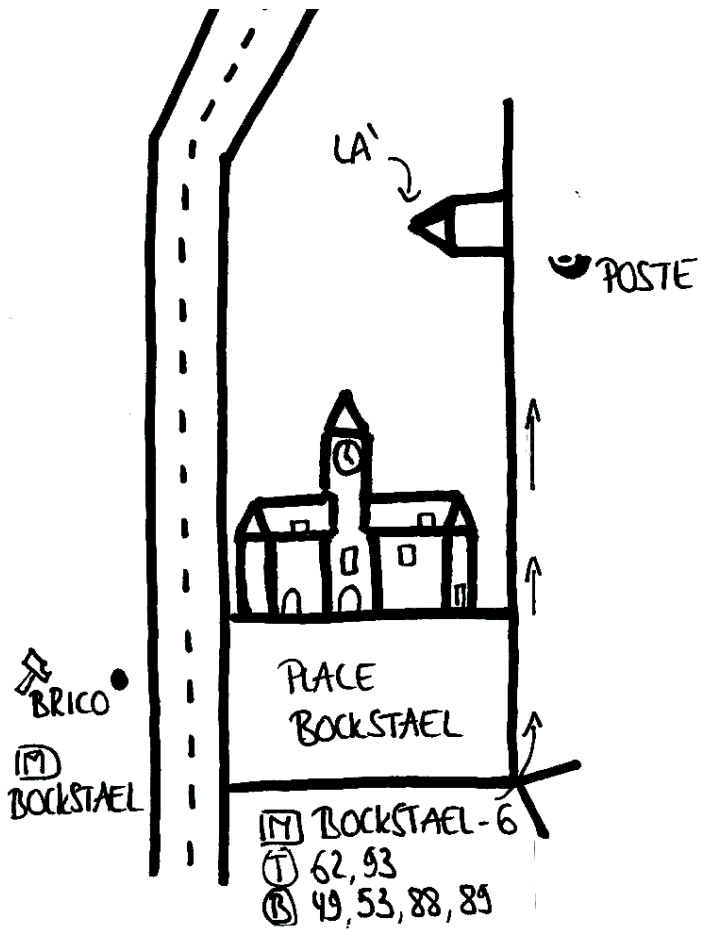 LA'
POSTE
PLACE
BOCKSTAEL
BRICO
M
BOCKSTAEL
M BOCKSTAEL-6
T 62, 93
B 49, 53, 88, 89